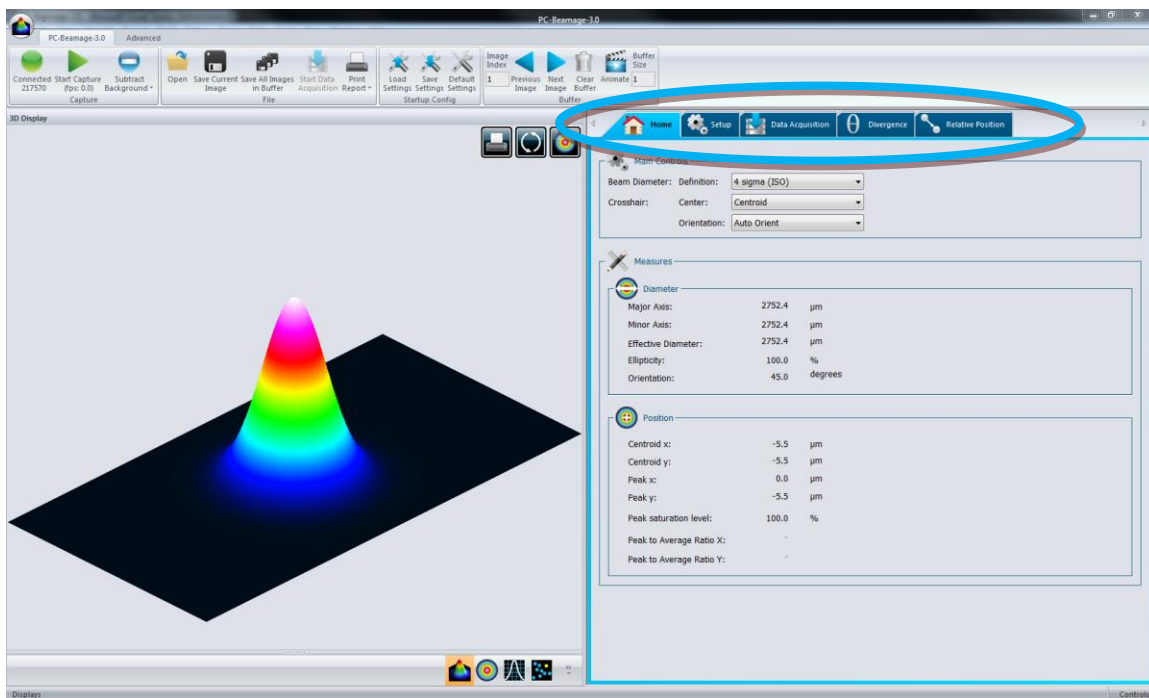 PC-Beamage-3.0
PC-Beamage-3.0 Advanced
Connected 217570
Start Capture (fps: 0.0)
Subtract Background
Capture
Open
Save Current Image
Save All Images in Buffer
Start Data Acquisition
Print Report
File
Load Settings
Save Settings
Default Settings
Startup Config
Image Index
1
Previous Image
Next Image
Clear Buffer
Animate
Buffer Size
1
Buffer
3D Display
Home Setup Data Acquisition Divergence Relative Position
Main Controls
Beam Diameter: Definition: 4 sigma (ISO)
Crosshair: Center: Centroid
Orientation: Auto Orient
Measures
Diameter
Major Axis: 2752.4 µm
Minor Axis: 2752.4 µm
Effective Diameter: 2752.4 µm
Ellipticity: 100.0 %
Orientation: 45.0 degrees
Position
Centroid x: -5.5 µm
Centroid y: -5.5 µm
Peak x: 0.0 µm
Peak y: -5.5 µm
Peak saturation level: 100.0 %
Peak to Average Ratio X: -
Peak to Average Ratio Y: -
Displays Controls